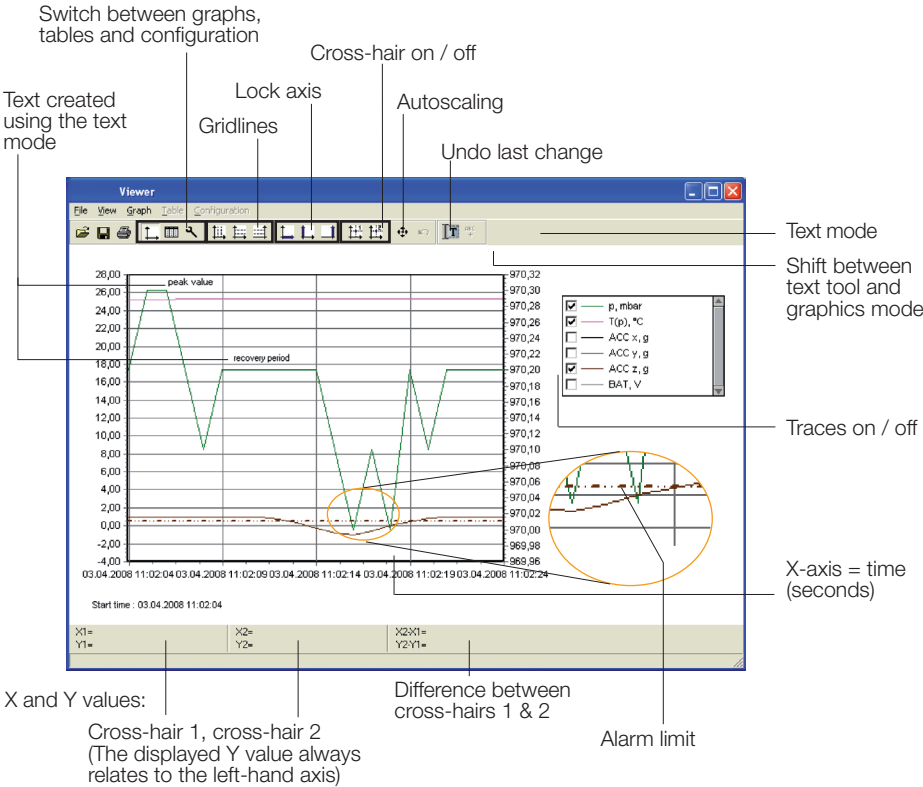 Switch between graphs,
tables and configuration
Cross-hair on / off
Text created
using the text
mode
Lock axis
Autoscaling
Gridlines
Undo last change
Viewer
File View Graph Table Configuration
Text mode
Shift between
text tool and
graphics mode
28,00
26,00
24,00
22,00
20,00
18,00
16,00
14,00
12,00
10,00
8,00
6,00
4,00
2,00
0,00
-2,00
-4,00
peak value
recovery period
970,32
970,30
970,28
970,26
970,24
970,22
970,20
970,18
970,16
970,14
970,12
970,10
970,08
970,06
970,04
970,02
970,00
969,98
969,96
p, mbar
T(p), °C
ACC x, g
ACC y, g
ACC z, g
BAT, V
Traces on / off
03.04.2008 11:02:04 03.04.2008 11:02:09 03.04.2008 11:02:14 03.04.2008 11:02:19 03.04.2008 11:02:24
X-axis = time
(seconds)
Start time : 03.04.2008 11:02:04
X1= X2= X2-X1=
Y1= Y2= Y2-Y1=
X and Y values:
Cross-hair 1, cross-hair 2
(The displayed Y value always
relates to the left-hand axis)
Difference between
cross-hairs 1 & 2
Alarm limit